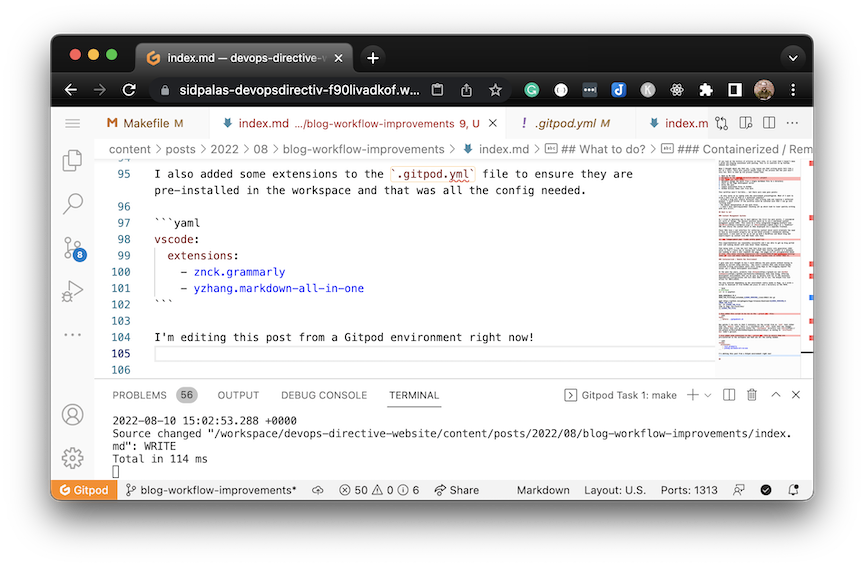 index.md — devops-directive-w
sidpalas-devopsdirectiv-f90livadkof.w...
Makefile M
index.md .../blog-workflow-improvements 9, U
.gitpod.yml M
index.m
content > posts > 2022 > 08 > blog-workflow-improvements > index.md > ## What to do? > ### Containerized / Rem
94
95 I also added some extensions to the `.gitpod.yml` file to ensure they are
pre-installed in the workspace and that was all the config needed.
96
97 ```yaml
98 vscode:
99 extensions:
100 - znck.grammarly
101 - yzhang.markdown-all-in-one
102 ```
103
104 I'm editing this post from a Gitpod environment right now!
105
106
8
PROBLEMS 56 OUTPUT DEBUG CONSOLE TERMINAL Gitpod Task 1: make
2022-08-10 15:02:53.288 +0000
Source changed "/workspace/devops-directive-website/content/posts/2022/08/blog-workflow-improvements/index.
md": WRITE
Total in 114 ms
Gitpod blog-workflow-improvements* 50 0 6 Share Markdown Layout: U.S. Ports: 1313